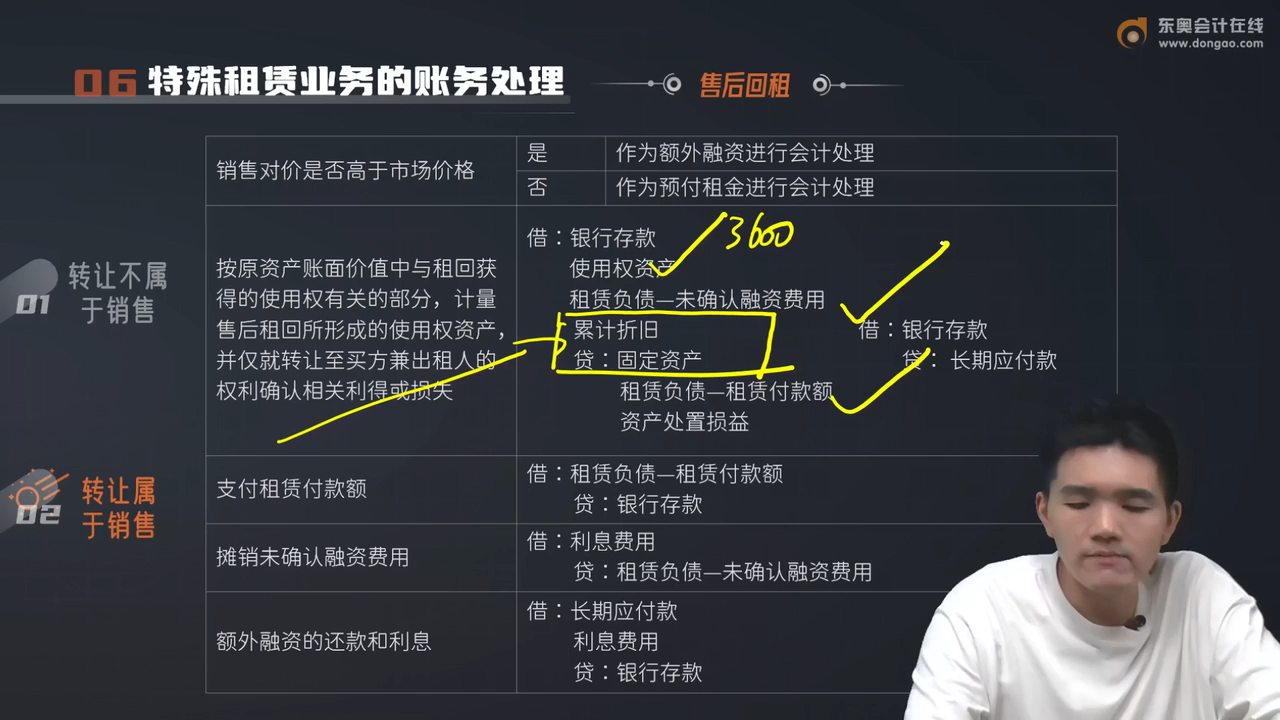 东奥会计在线
www.dongao.com
06 特殊租赁业务的账务处理
售后回租
销售对价是否高于市场价格
是
作为额外融资进行会计处理
否
作为预付租金进行会计处理
01
转让不属
于销售
02
转让属
于销售
按原资产账面价值中与租回获
得的使用权有关的部分，计量
售后租回所形成的使用权资产，
并仅就转让至买方兼出租人的
权利确认相关利得或损失
借：银行存款
3600
使用权资产
租赁负债—未确认融资费用
累计折旧
贷：固定资产
租赁负债—租赁付款额
资产处置损益
借：银行存款
贷：长期应付款
支付租赁付款额
借：租赁负债—租赁付款额
贷：银行存款
摊销未确认融资费用
借：利息费用
贷：租赁负债—未确认融资费用
额外融资的还款和利息
借：长期应付款
利息费用
贷：银行存款